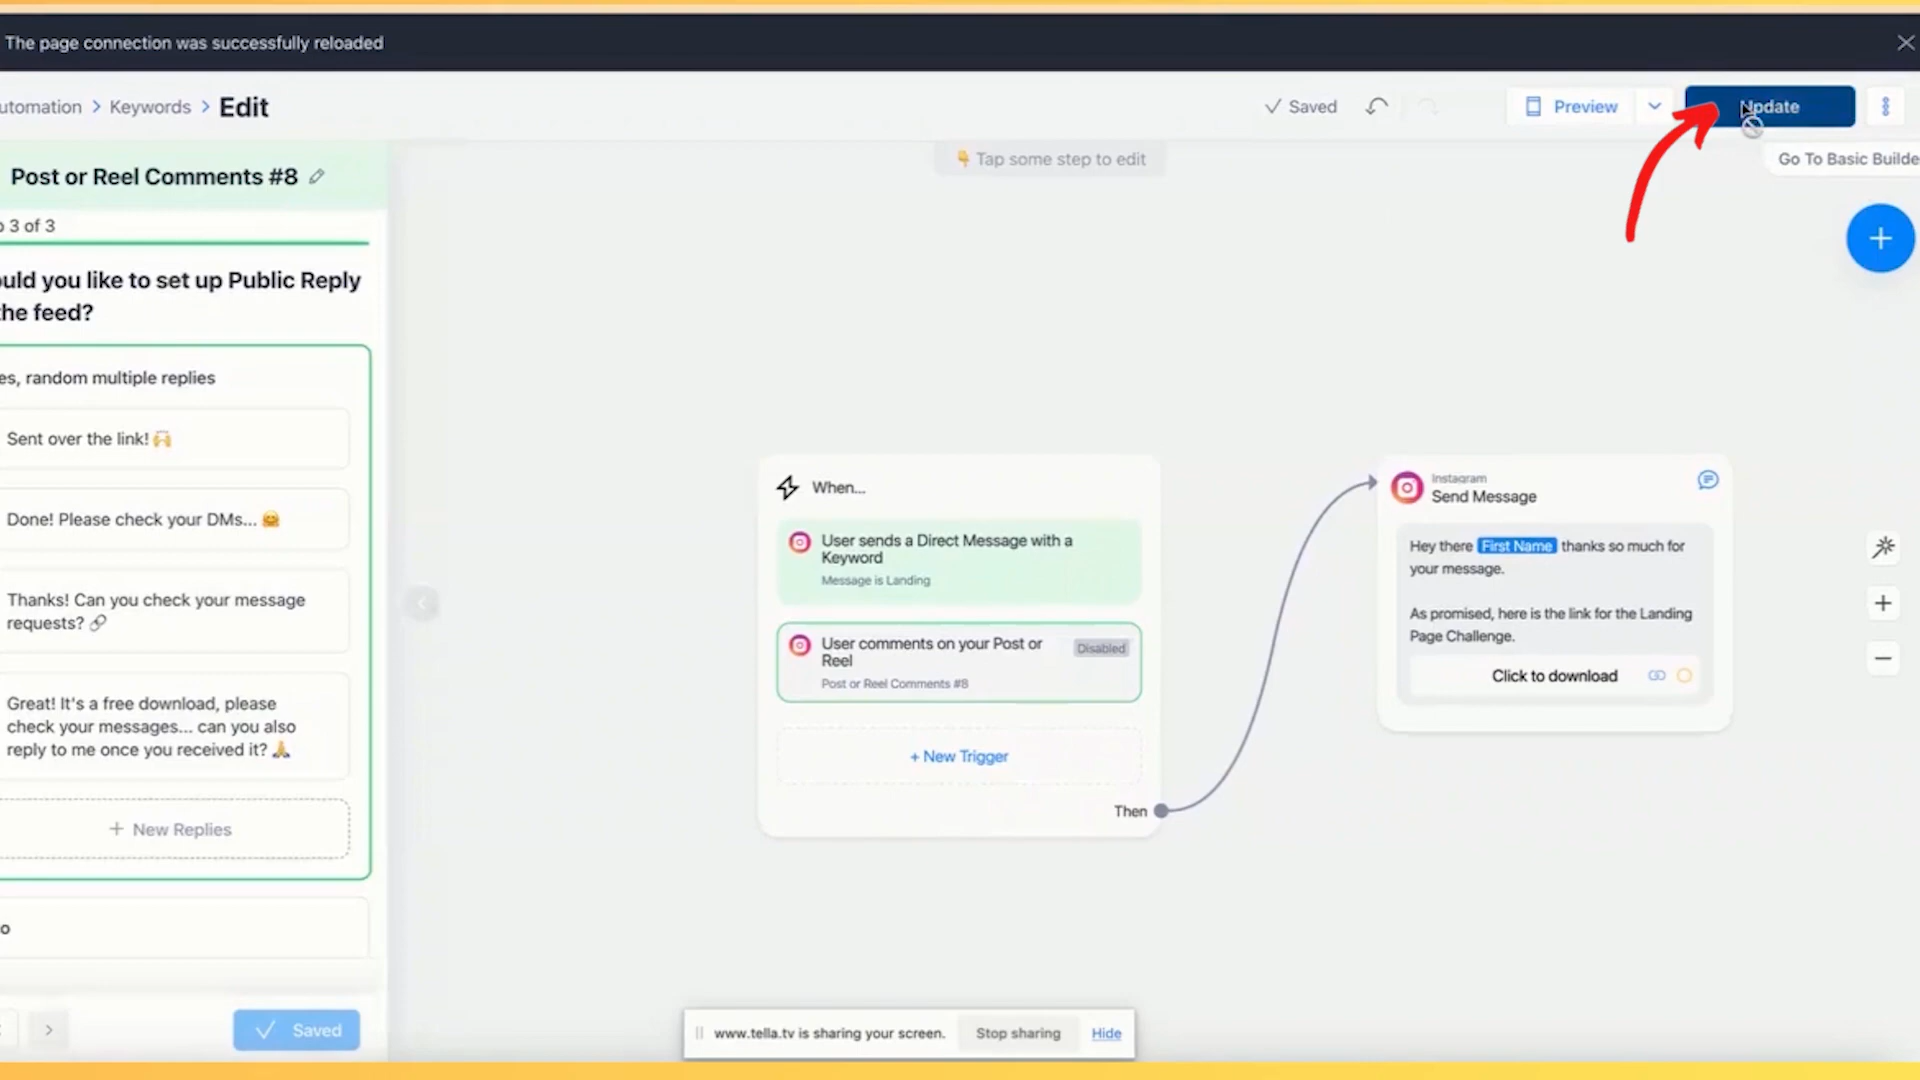 The page connection was successfully reloaded
utomation > Keywords > Edit
Saved
Preview
Update
Post or Reel Comments #8
Tap some step to edit
Go To Basic Builde
3 of 3
ould you like to set up Public Reply
the feed?
es, random multiple replies
Sent over the link! 🙌
Done! Please check your DMs... 🤗
Thanks! Can you check your message
requests? 🔗
Great! It's a free download, please
check your messages... can you also
reply to me once you received it? 🙏
+ New Replies
o
Saved
When...
User sends a Direct Message with a
Keyword
Message is Landing
User comments on your Post or
Reel
Disabled
Post or Reel Comments #8
+ New Trigger
Then
Instagram
Send Message
Hey there First Name thanks so much for
your message.
As promised, here is the link for the Landing
Page Challenge.
Click to download
www.tella.tv is sharing your screen.
Stop sharing
Hide